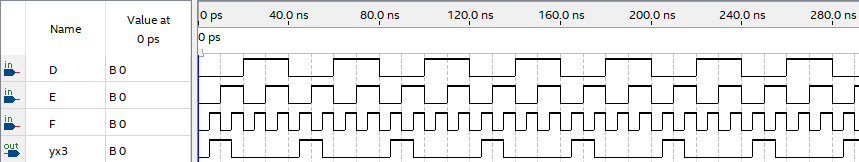 Name Value at 0 ps 0 ps 40.0 ns 80.0 ns 120.0 ns 160.0 ns 200.0 ns 240.0 ns 280.0 ns
0 ps
in D B 0
in E B 0
in F B 0
out yx3 B 0